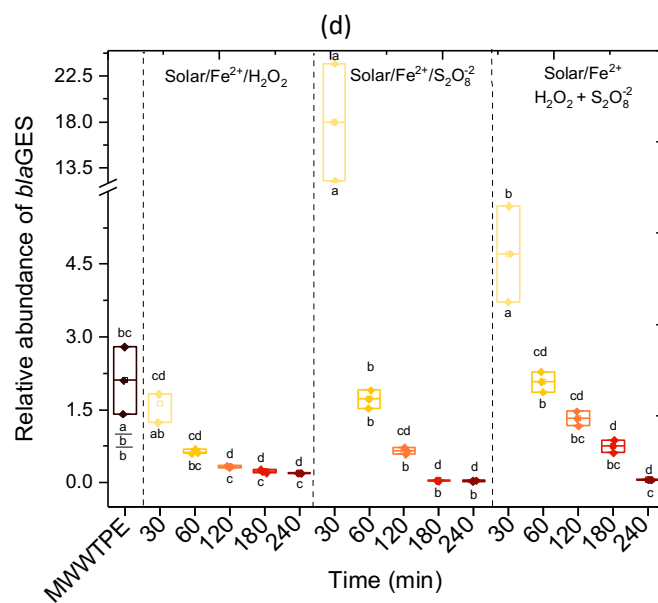 (d)
Relative abundance of blaGES
22.5
18.0
13.5
4.5
3.0
1.5
0.0
Solar/Fe²⁺/H₂O₂
Solar/Fe²⁺/S₂O₈⁻²
Solar/Fe²⁺
H₂O₂ + S₂O₈⁻²
bc
a
b
b
cd
ab
cd
bc
d
c
d
c
d
c
a
a
b
b
cd
b
d
b
d
b
b
a
cd
b
cd
bc
d
bc
d
c
MWWTPE
30
60
120
180
240
30
60
120
180
240
30
60
120
180
240
Time (min)